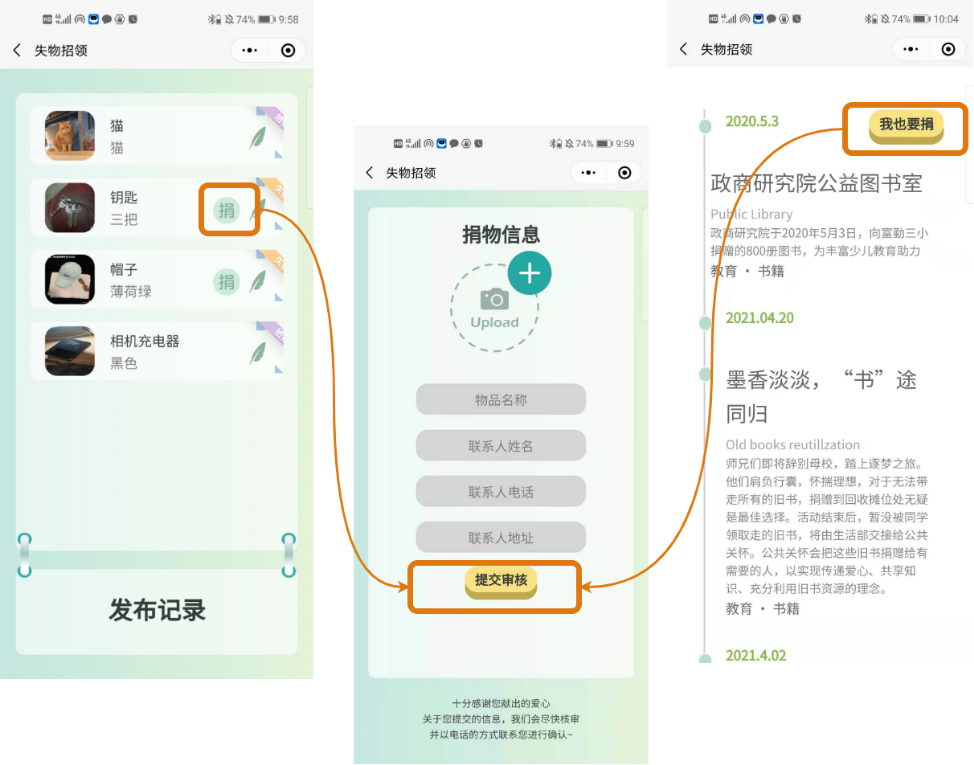 HD 74% 9:58
失物招领
猫
猫
钥匙
三把
捐
帽子
薄荷绿
捐
相机充电器
黑色
发布记录
HD 74% 9:59
失物招领
捐物信息
Upload
物品名称
联系人姓名
联系人电话
联系人地址
提交审核
十分感谢您献出的爱心
关于您提交的信息，我们会尽快核审
并以电话的方式联系您进行确认~
HD 74% 10:04
失物招领
2020.5.3
我也要捐
政商研究院公益图书室
Public Library
政商研究院于2020年5月3日，向富勤三小
捐赠的800册图书，为丰富少儿教育助力
教育 · 书籍
2021.04.20
墨香淡淡，“书”途
同归
Old books reutillzation
师兄们即将辞别母校，踏上逐梦之旅。
他们肩负行囊，怀揣理想，对于无法带
走所有的旧书，捐赠到回收摊位处无疑
是最佳选择。活动结束后，暂没被同学
领取走的旧书，将由生活部交接给公共
关怀。公共关怀会把这些旧书捐赠给有
需要的人，以实现传递爱心、共享知
识、充分利用旧书资源的理念。
教育 · 书籍
2021.4.02